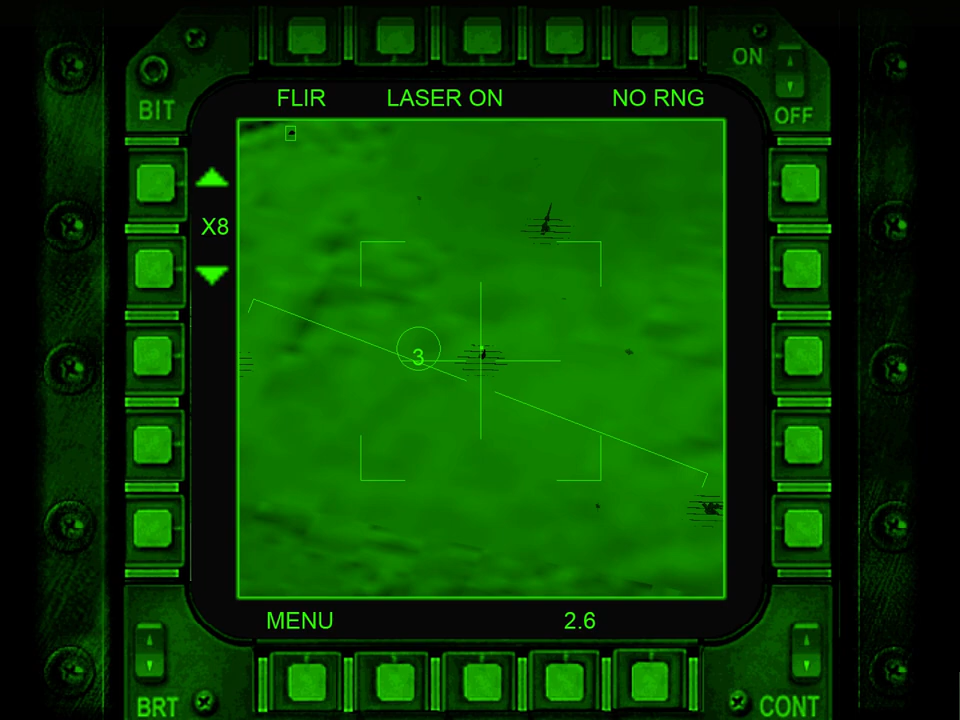 ON
BIT
OFF
FLIR LASER ON NO RNG
X8
3
MENU 2.6
BRT
CONT